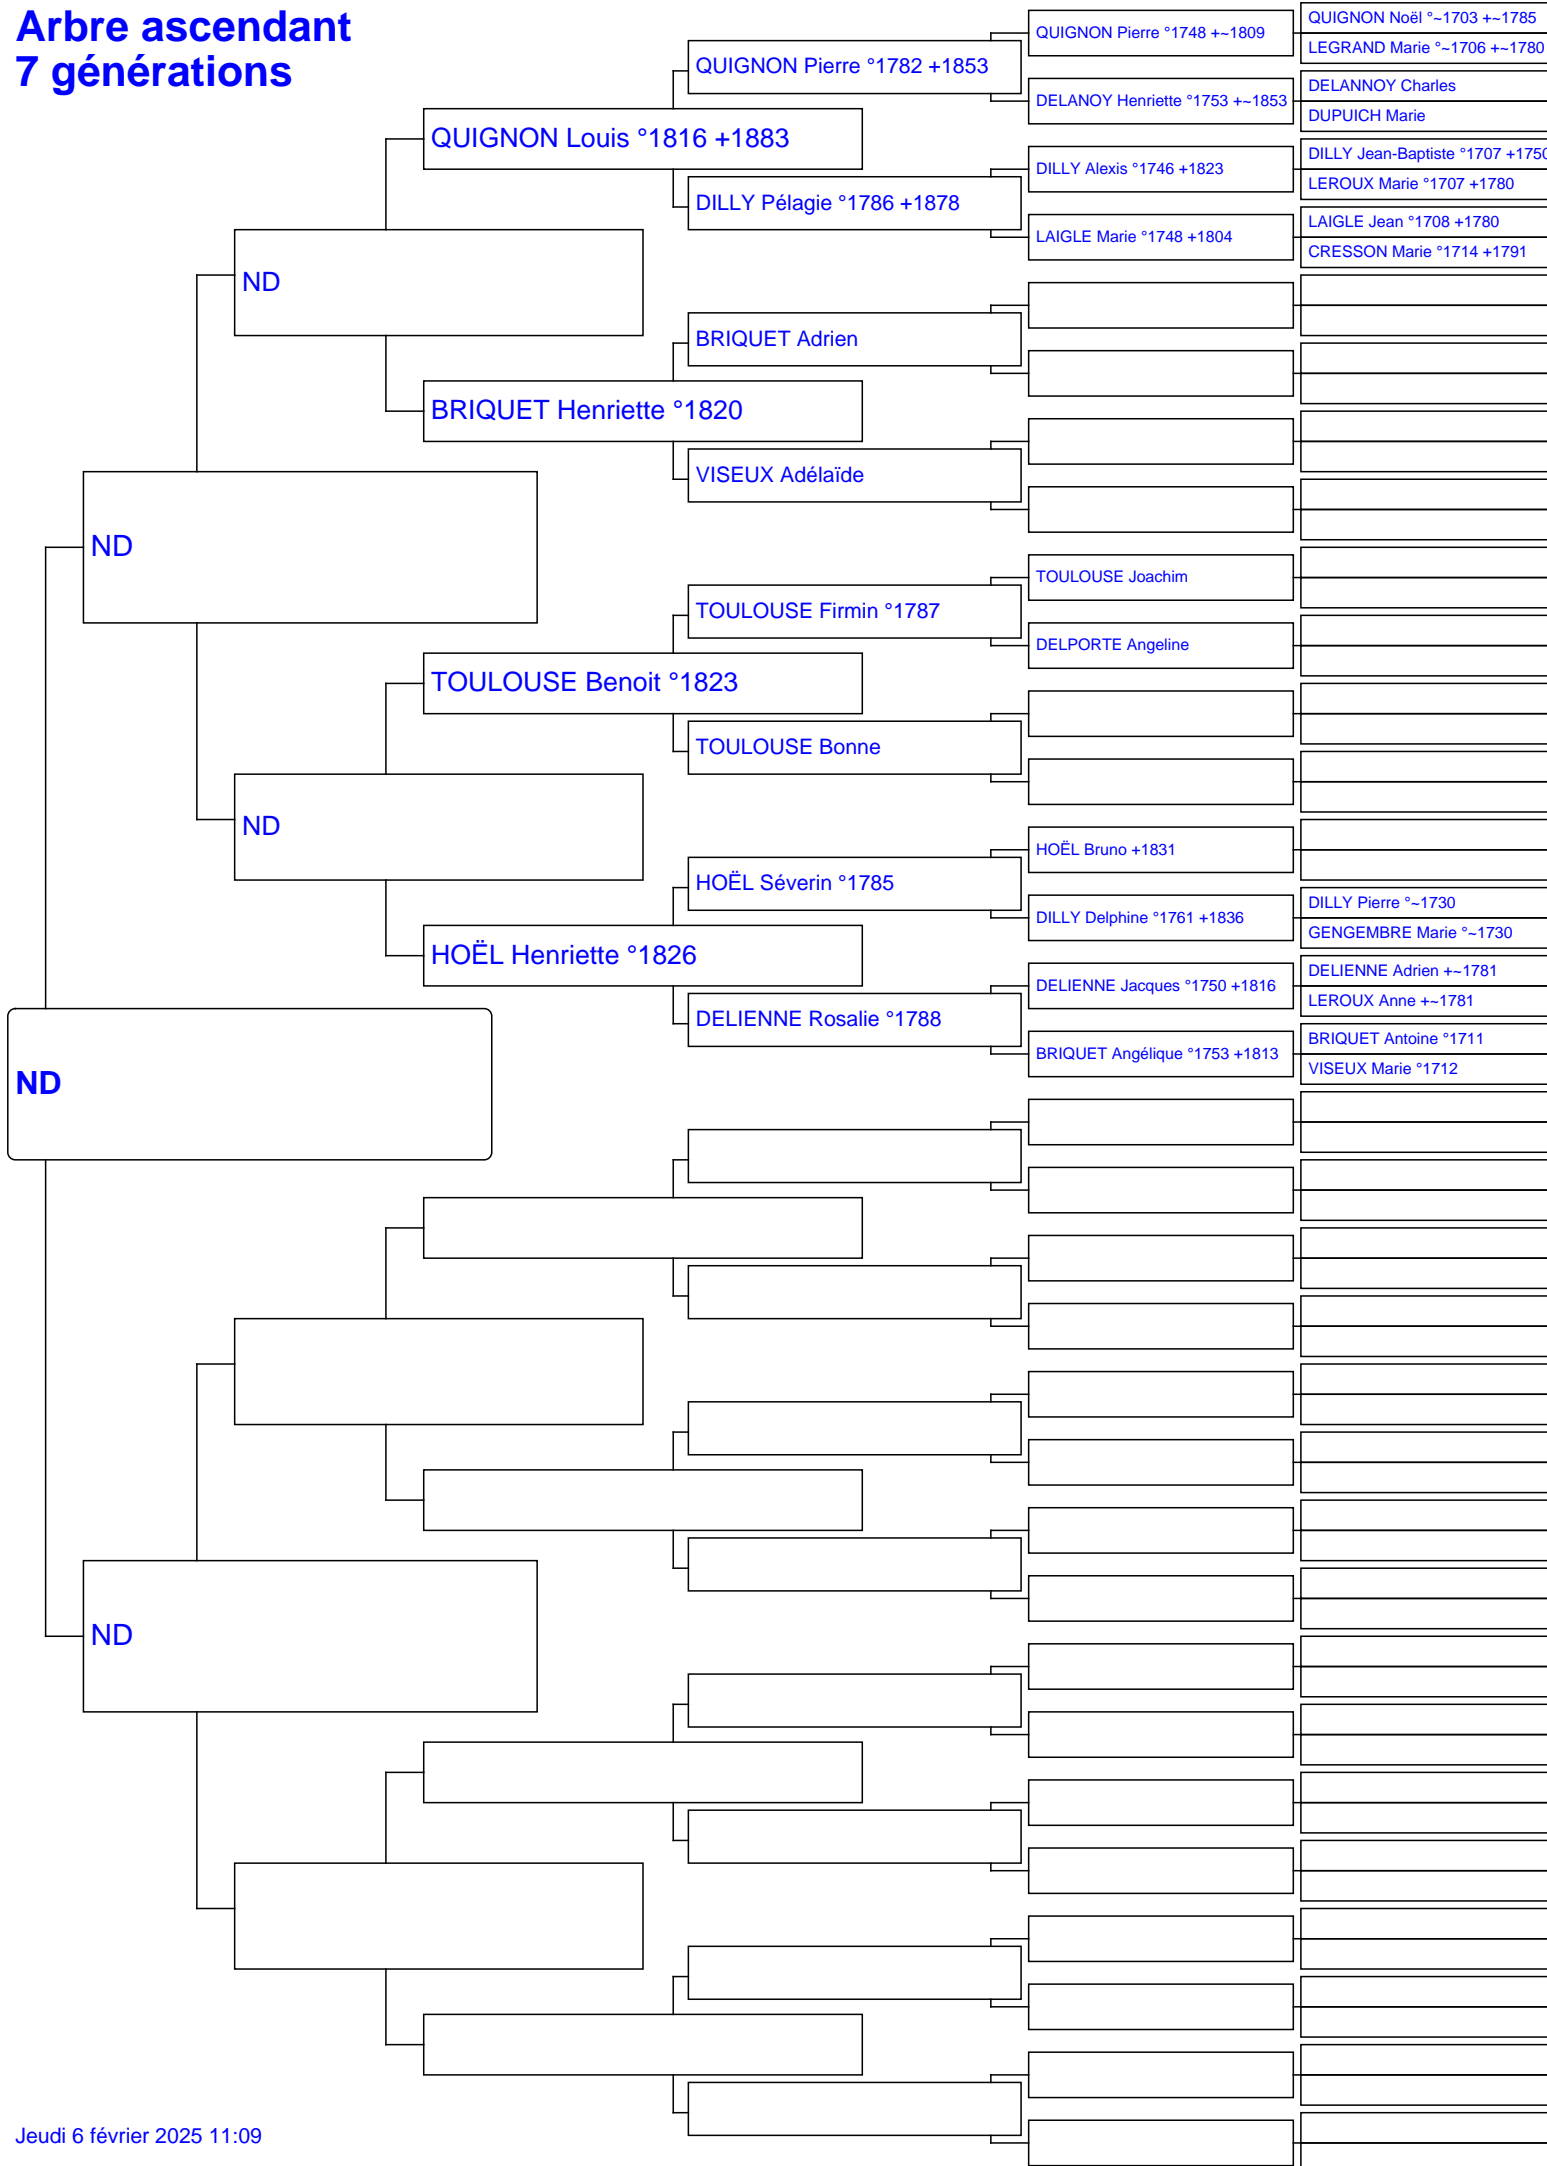 Arbre ascendant
7 générations
QUIGNON Noël °~1703 +~1785
QUIGNON Pierre °1748 +~1809
LEGRAND Marie °~1706 +~1780
QUIGNON Pierre °1782 +1853
DELANNOY Charles
DELANOY Henriette °1753 +~1853
DUPUICH Marie
QUIGNON Louis °1816 +1883
DILLY Jean-Baptiste °1707 +1750
DILLY Alexis °1746 +1823
LEROUX Marie °1707 +1780
DILLY Pélagie °1786 +1878
LAIGLE Jean °1708 +1780
LAIGLE Marie °1748 +1804
CRESSON Marie °1714 +1791
ND
BRIQUET Adrien
BRIQUET Henriette °1820
VISEUX Adélaïde
ND
TOULOUSE Joachim
TOULOUSE Firmin °1787
DELPORTE Angeline
TOULOUSE Benoit °1823
TOULOUSE Bonne
ND
HOËL Bruno +1831
HOËL Séverin °1785
DILLY Pierre °~1730
DILLY Delphine °1761 +1836
GENGEMBRE Marie °~1730
HOËL Henriette °1826
DELIENNE Adrien +~1781
DELIENNE Jacques °1750 +1816
LEROUX Anne +~1781
DELIENNE Rosalie °1788
BRIQUET Antoine °1711
BRIQUET Angélique °1753 +1813
VISEUX Marie °1712
ND
ND
Jeudi 6 février 2025 11:09